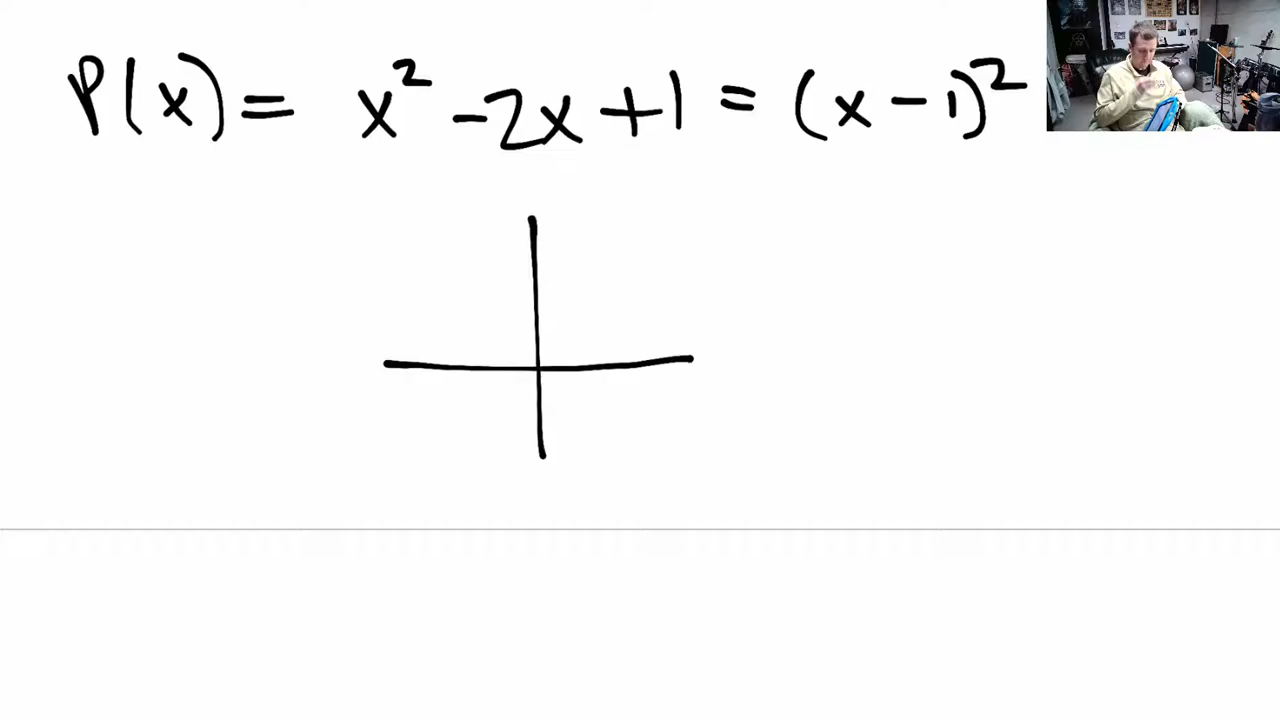 P(x) = x² - 2x + 1 = (x - 1)²